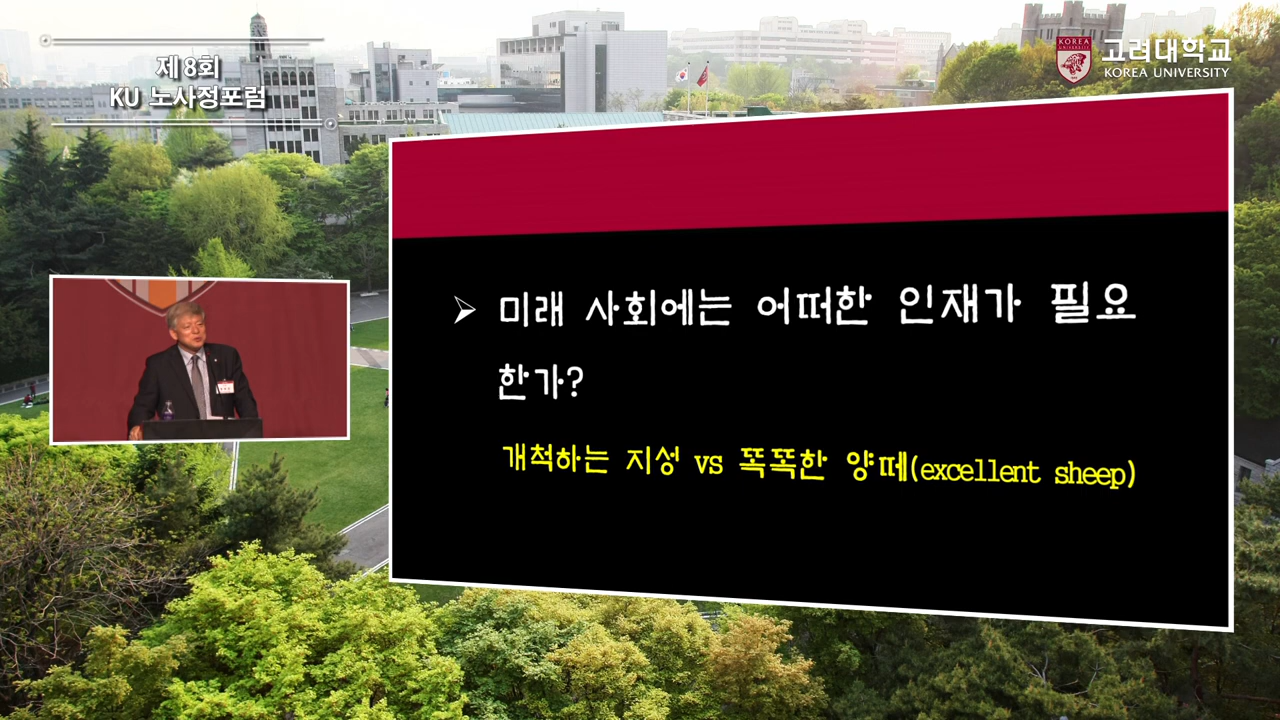 제8회
KU 노사정포럼
KOREA
UNIVERSITY
고려대학교
KOREA UNIVERSITY
➢ 미래 사회에는 어떠한 인재가 필요
한가?
개척하는 지성 vs 똑똑한 양떼(excellent sheep)